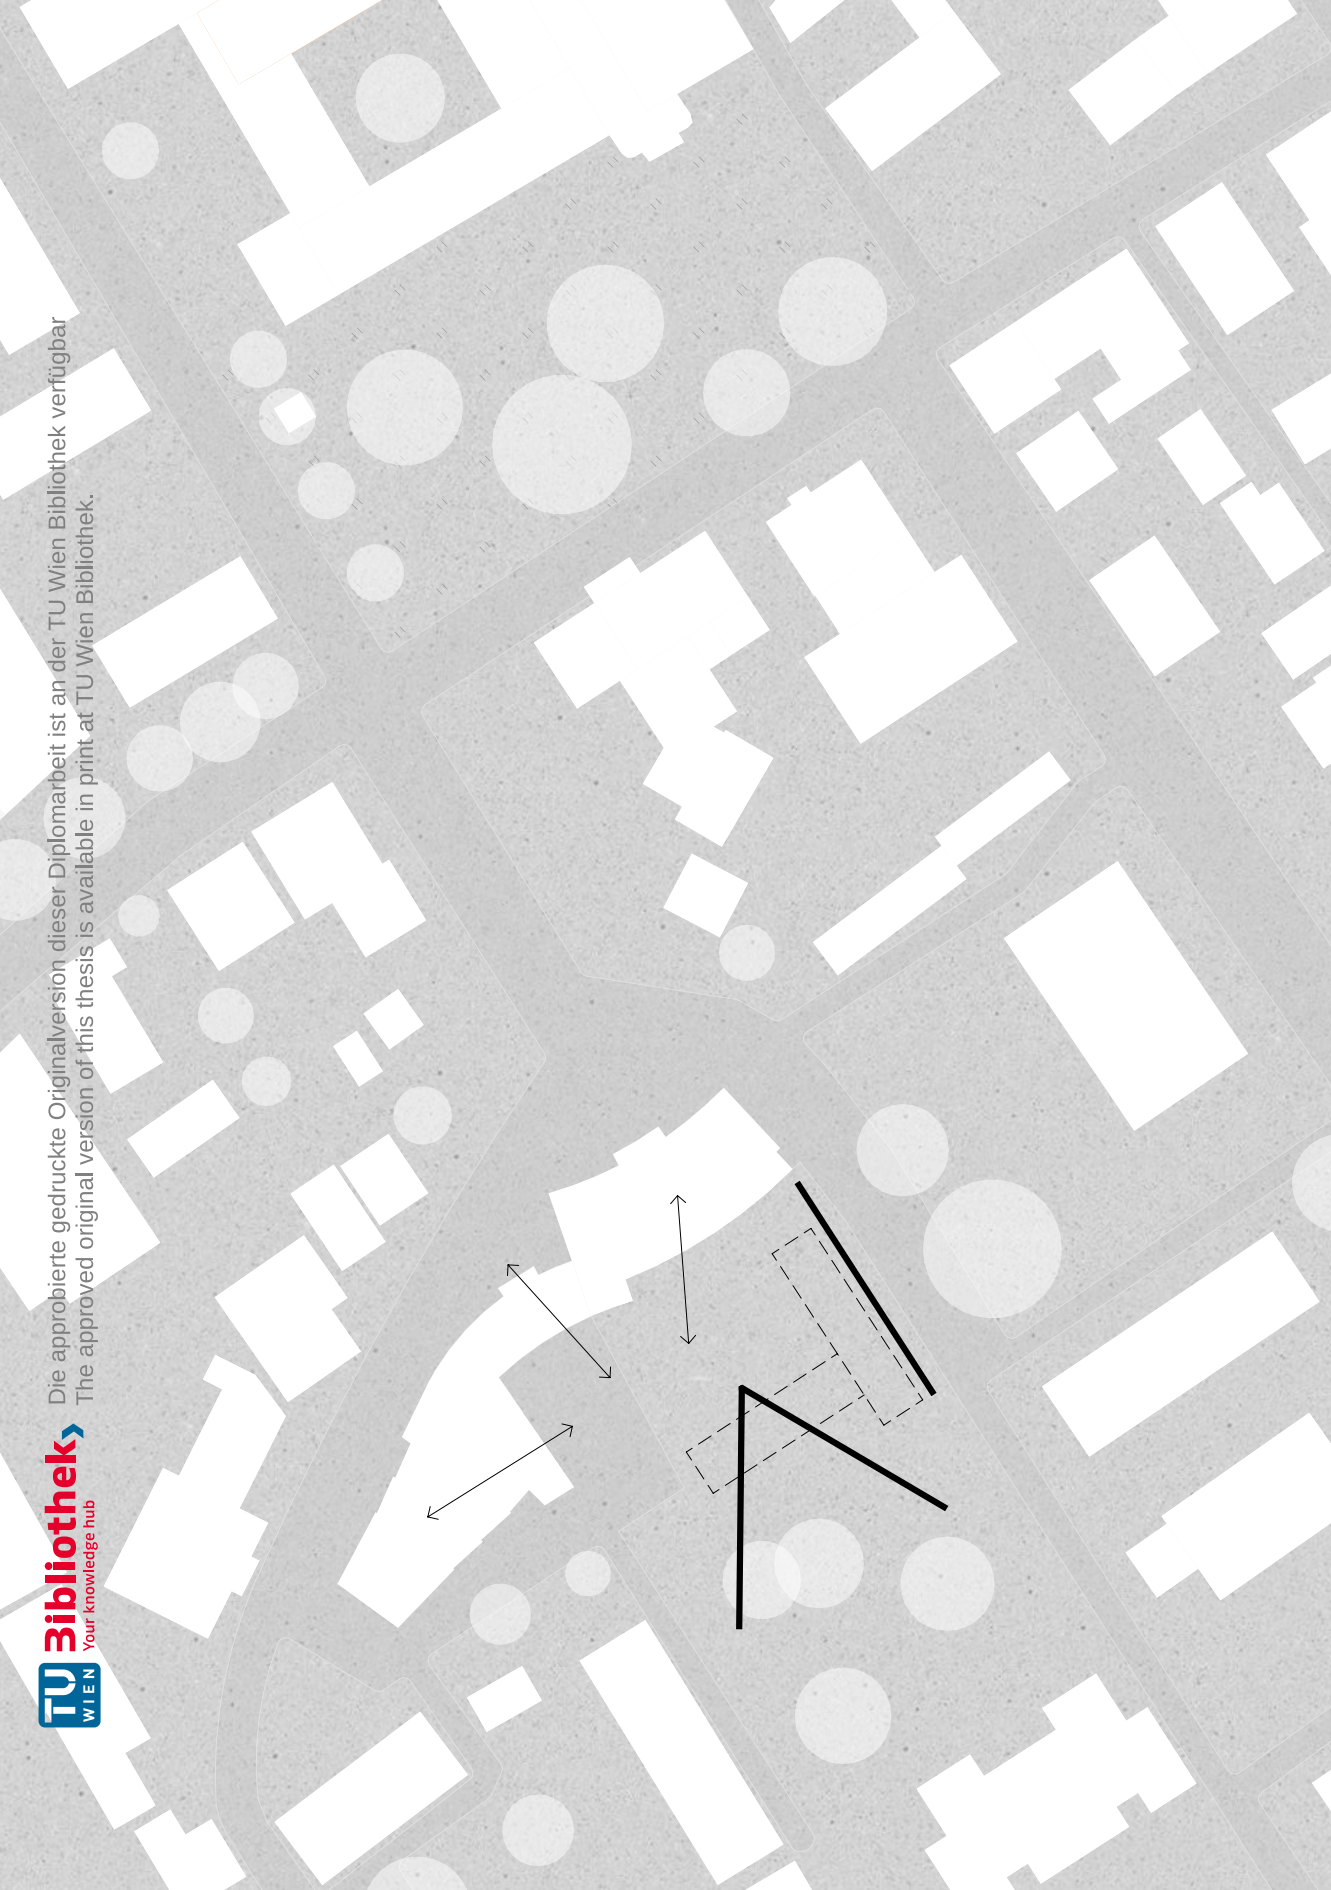 Die approbierte gedruckte Originalversion dieser Diplomarbeit ist an der TU Wien Bibliothek verfügbar
The approved original version of this thesis is available in print at TU Wien Bibliothek.
Bibliothek
Your knowledge hub
TU
WIEN